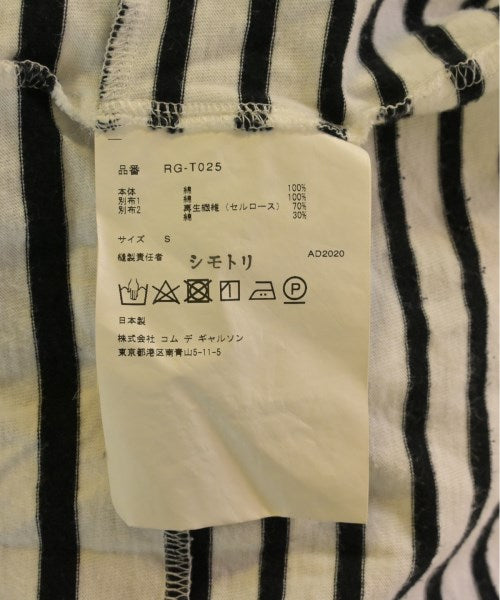 品番 RG-T025
本体 綿 100%
別布1 綿 100%
別布2 再生繊維(セルロース) 70%
綿 30%
サイズ S
縫製責任者 シモトリ AD2020
日本製
株式会社 コム デ ギャルソン
東京都港区南青山5-11-5